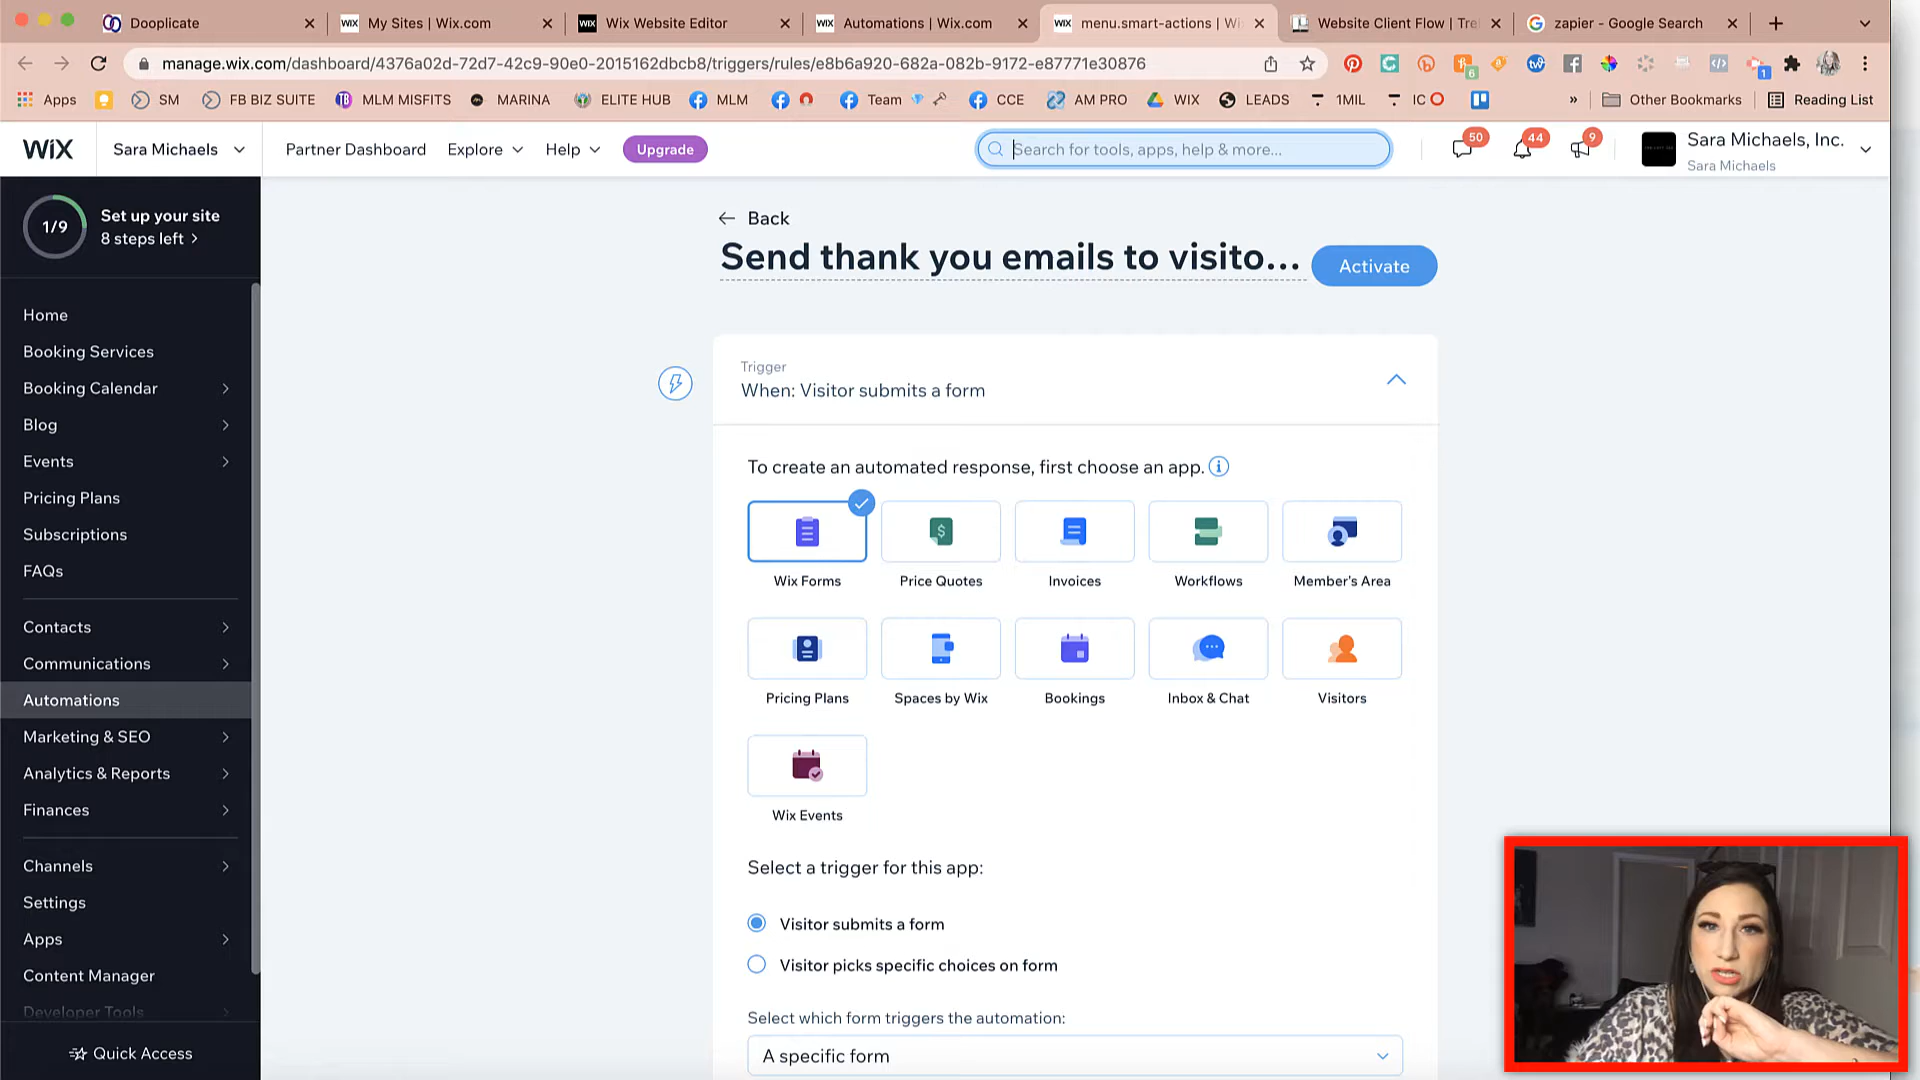 Dooplicate
WIX My Sites | Wix.com
WIX Wix Website Editor
WIX Automations | Wix.com
WIX menu.smart-actions | Wi
Website Client Flow | Tre
zapier - Google Search
manage.wix.com/dashboard/4376a02d-72d7-42c9-90e0-2015162dbcb8/triggers/rules/e8b6a920-682a-082b-9172-e87771e30876
6
1
Apps
SM
FB BIZ SUITE
MLM MISFITS
MARINA
ELITE HUB
MLM
Team
CCE
AM PRO
WIX
LEADS
1MIL
IC
»
Other Bookmarks
Reading List
WIX
Sara Michaels
Partner Dashboard
Explore
Help
Upgrade
Search for tools, apps, help & more...
50
44
9
Sara Michaels, Inc.
Sara Michaels
1/9
Set up your site
8 steps left >
Home
Booking Services
Booking Calendar
Blog
Events
Pricing Plans
Subscriptions
FAQs
Contacts
Communications
Automations
Marketing & SEO
Analytics & Reports
Finances
Channels
Settings
Apps
Content Manager
Developer Tools
Quick Access
← Back
Send thank you emails to visito...
Activate
Trigger
When: Visitor submits a form
To create an automated response, first choose an app.
Wix Forms
Price Quotes
Invoices
Workflows
Member's Area
Pricing Plans
Spaces by Wix
Bookings
Inbox & Chat
Visitors
Wix Events
Select a trigger for this app:
Visitor submits a form
Visitor picks specific choices on form
Select which form triggers the automation:
A specific form